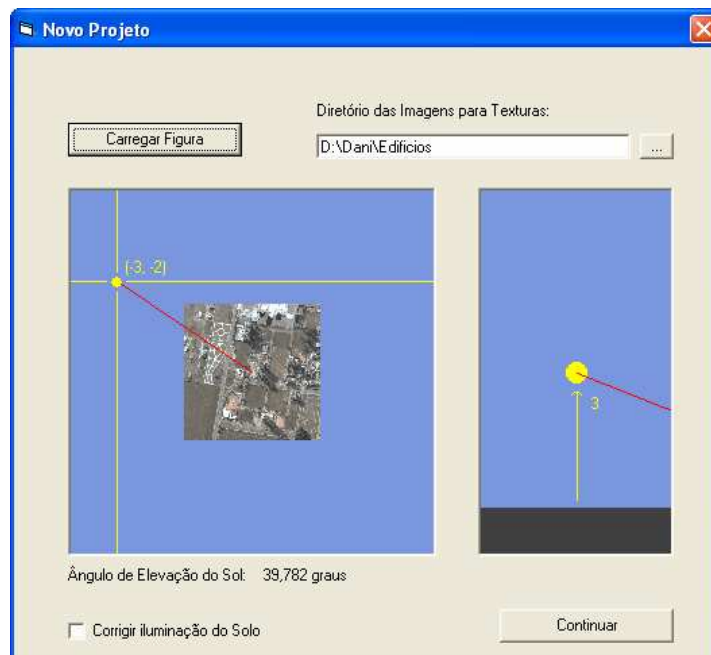 Novo Projeto
Diretório das Imagens para Texturas:
Carregar Figura
D:\Dani\Edificios
...
(-3, -2)
3
Ângulo de Elevação do Sol: 39,782 graus
Corrigir iluminação do Solo
Continuar